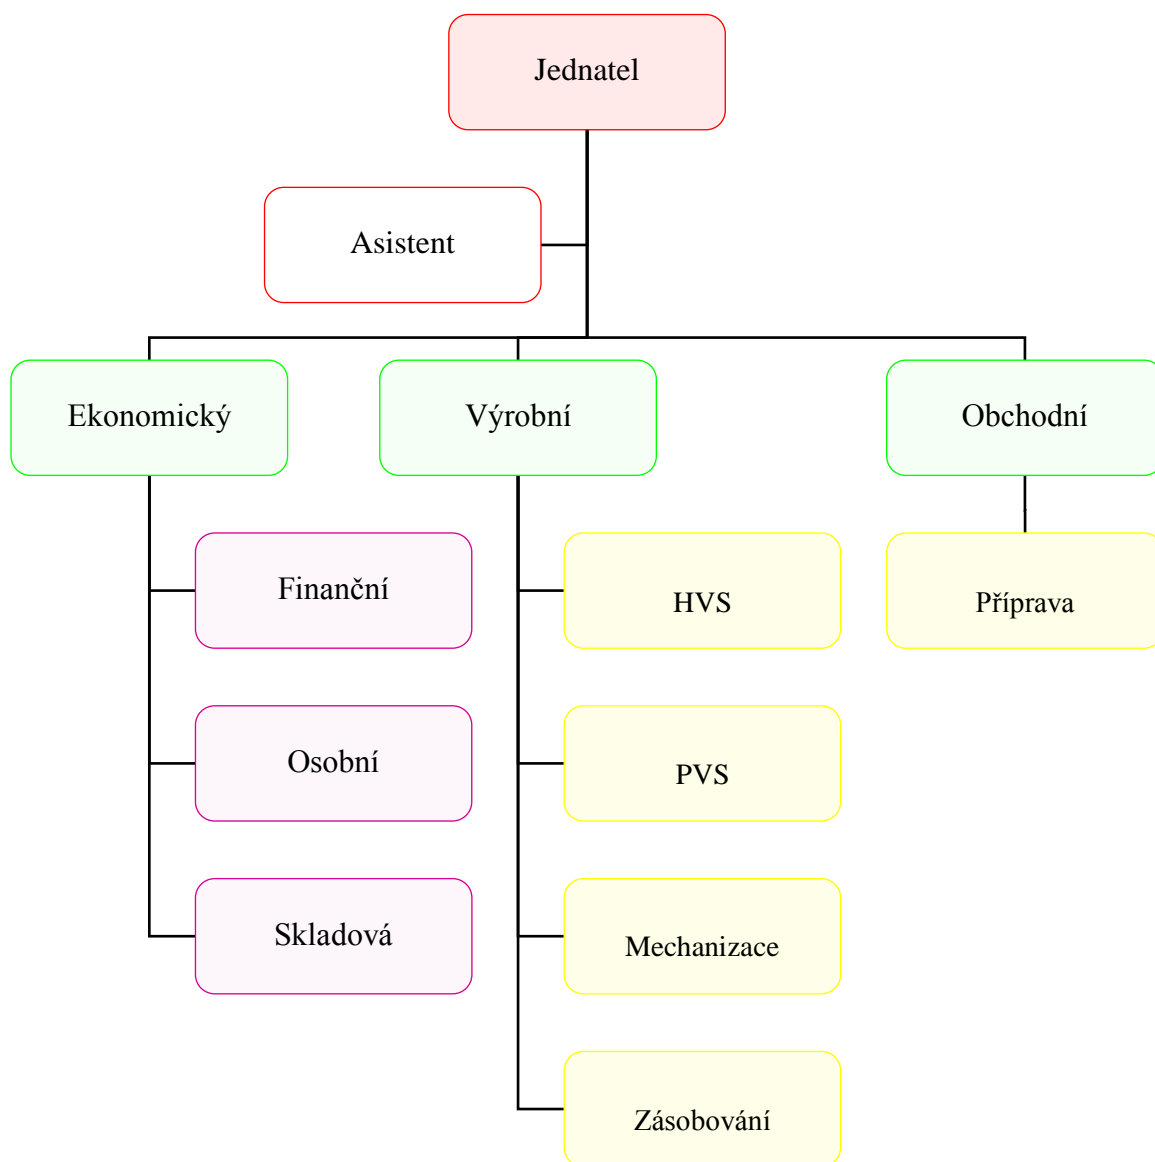 Jednatel
Asistent
Ekonomický
Výrobní
Obchodní
Finanční
HVS
Příprava
Osobní
PVS
Skladová
Mechanizace
Zásobování